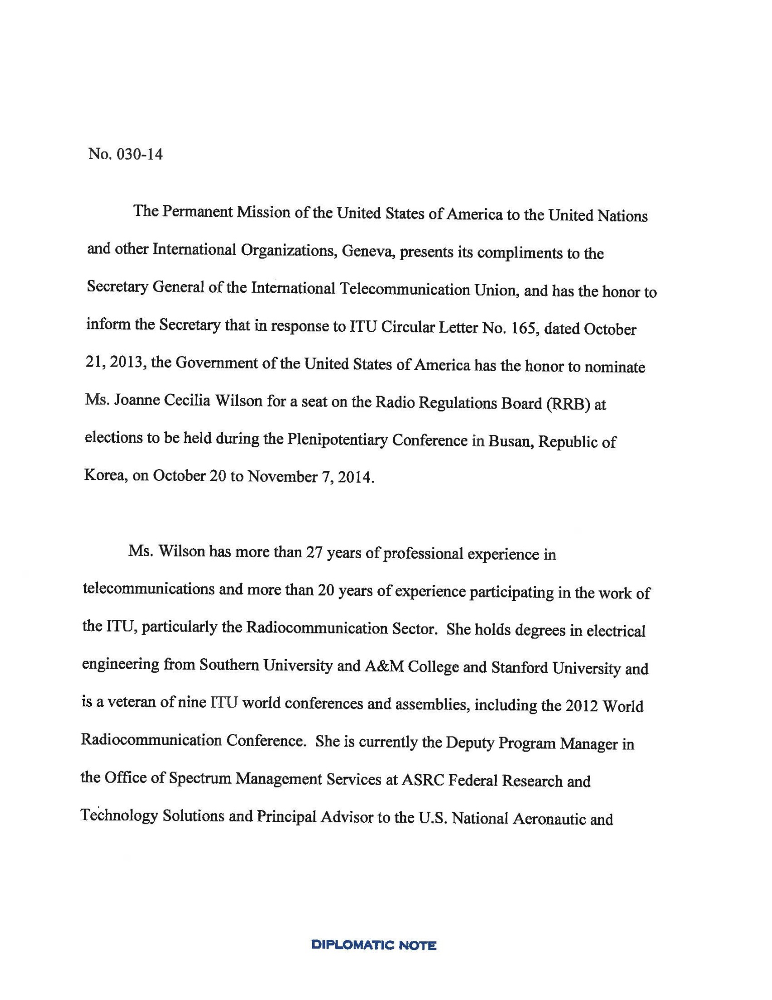 No. 030-14
The Permanent Mission of the United States of America to the United Nations
and other International Organizations, Geneva, presents its compliments to the
Secretary General of the International Telecommunication Union, and has the honor to
inform the Secretary that in response to ITU Circular Letter No. 165, dated October
21, 2013, the Government of the United States of America has the honor to nominate
Ms. Joanne Cecilia Wilson for a seat on the Radio Regulations Board (RRB) at
elections to be held during the Plenipotentiary Conference in Busan, Republic of
Korea, on October 20 to November 7, 2014.
Ms. Wilson has more than 27 years of professional experience in
telecommunications and more than 20 years of experience participating in the work of
the ITU, particularly the Radiocommunication Sector. She holds degrees in electrical
engineering from Southern University and A&M College and Stanford University and
is a veteran of nine ITU world conferences and assemblies, including the 2012 World
Radiocommunication Conference. She is currently the Deputy Program Manager in
the Office of Spectrum Management Services at ASRC Federal Research and
Technology Solutions and Principal Advisor to the U.S. National Aeronautic and
DIPLOMATIC NOTE